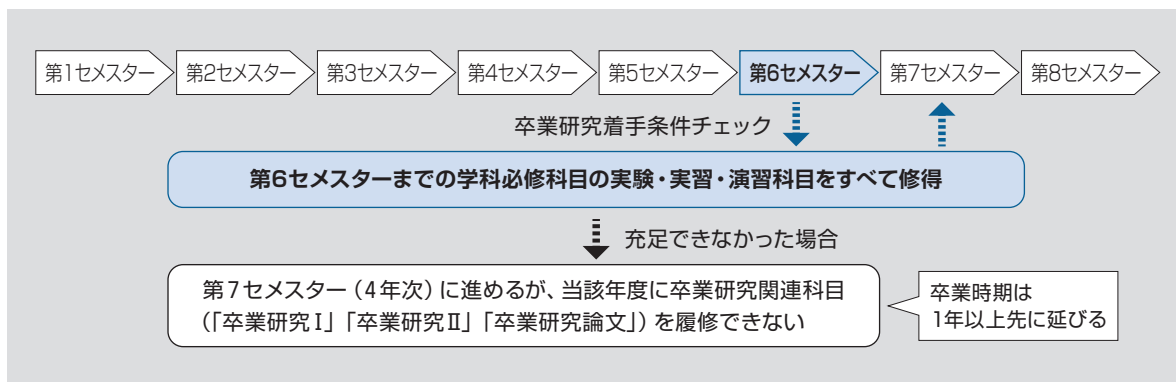 第1セメスター
第2セメスター
第3セメスター
第4セメスター
第5セメスター
第6セメスター
第7セメスター
第8セメスター
卒業研究着手条件チェック
第6セメスターまでの学科必修科目の実験・実習・演習科目をすべて修得
充足できなかった場合
第7セメスター（4年次）に進めるが、当該年度に卒業研究関連科目
（「卒業研究Ⅰ」「卒業研究Ⅱ」「卒業研究論文」）を履修できない
卒業時期は
1年以上先に延びる